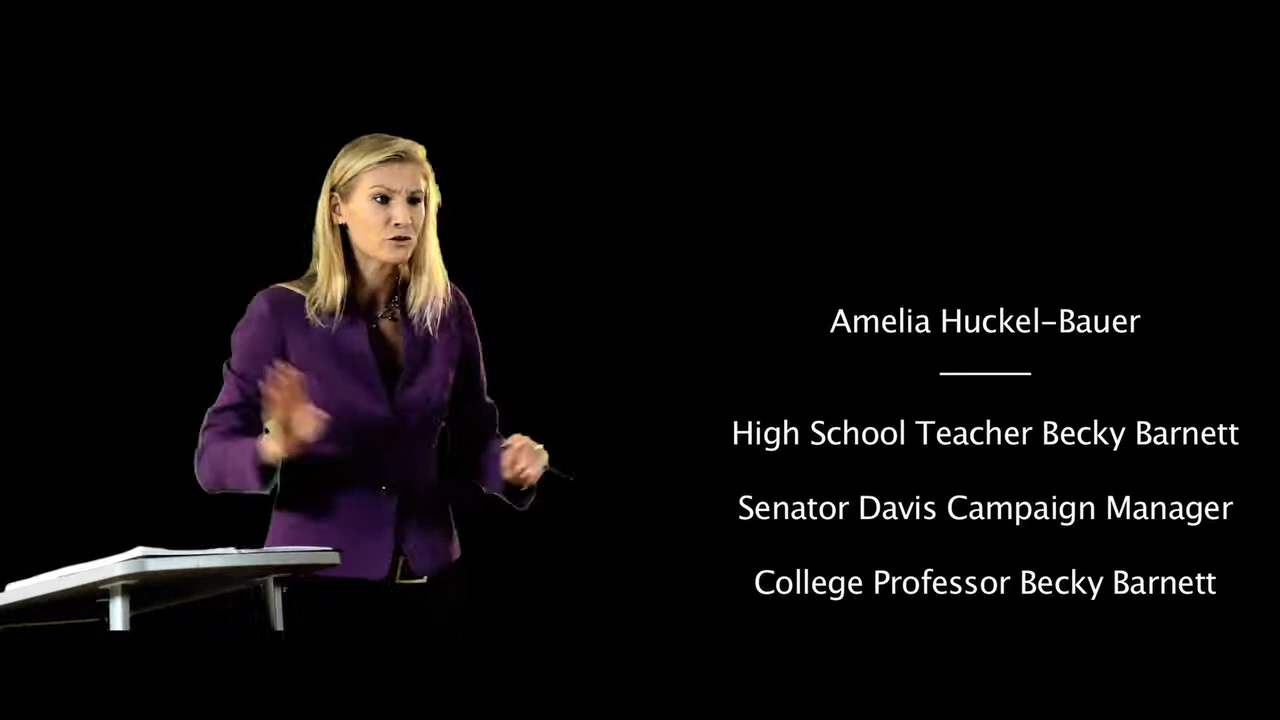 Amelia Huckel-Bauer
High School Teacher Becky Barnett
Senator Davis Campaign Manager
College Professor Becky Barnett